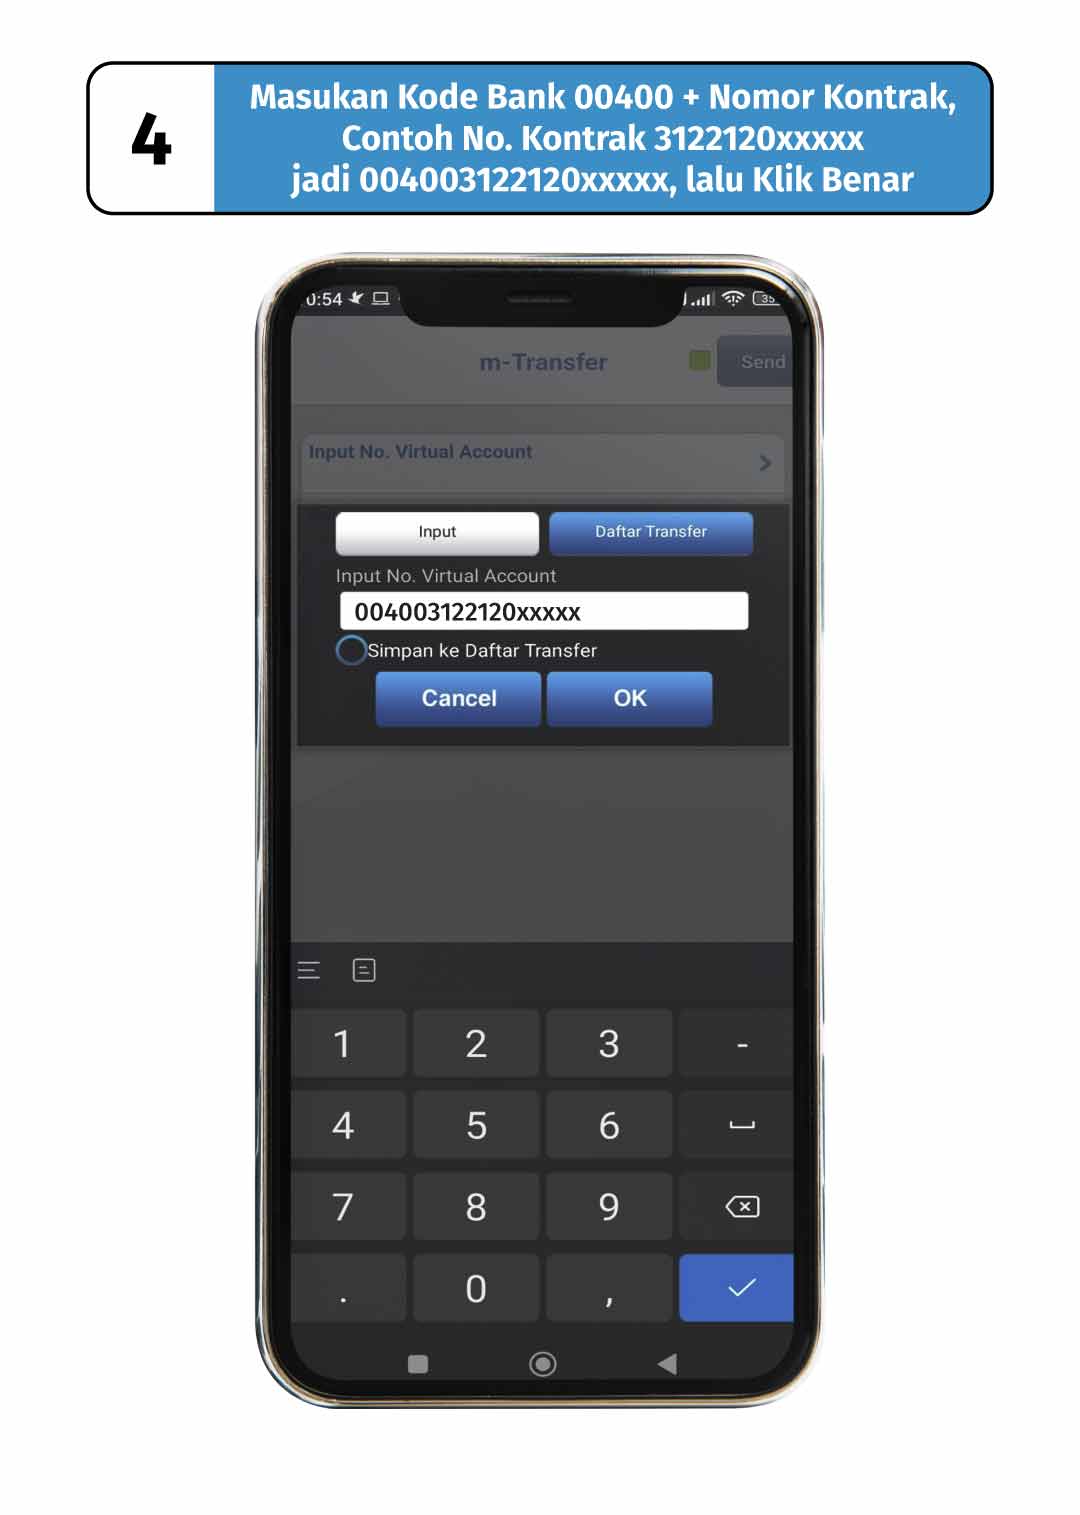 4
Masukan Kode Bank 00400 + Nomor Kontrak,
Contoh No. Kontrak 3122120xxxxx
jadi 004003122120xxxxx, lalu Klik Benar
0:54
35
m-Transfer
Send
Input No. Virtual Account
Input
Daftar Transfer
Input No. Virtual Account
004003122120xxxxx
Simpan ke Daftar Transfer
Cancel
OK
1 2 3 -
4 5 6
7 8 9
. 0 ,